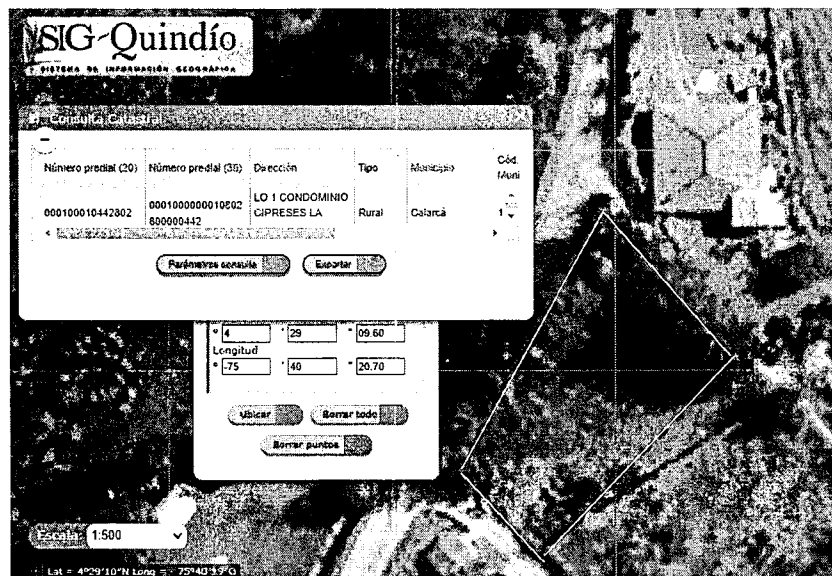 SIG-Quindío
SISTEMA DE INFORMACIÓN GEOGRÁFICA
Consulta Catastral
Número predial (20) Número predial (30) Dirección Tipo Municipio Cód. Muni
000100010442802 0001000000010802800000442 LO 1 CONDOMINIO CIPRESES LA Rural Calarcá 1
Parámetros consulta Exportar
° 4 ' 29 " 09.60
Longitud
° -75 ' 40 " 20.70
Ubicar Borrar todo
Borrar puntos
Escala: 1:500
Lat = 4°29'10"N Long = - 75°40'19"O